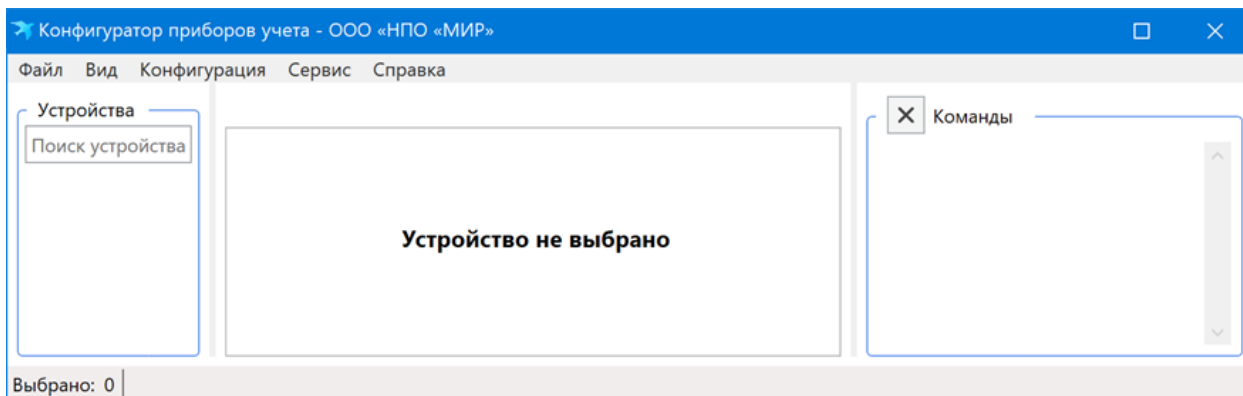 Конфигуратор приборов учета - ООО «НПО «МИР»
Файл Вид Конфигурация Сервис Справка
Устройства
Поиск устройства
Устройство не выбрано
Команды
Выбрано: 0